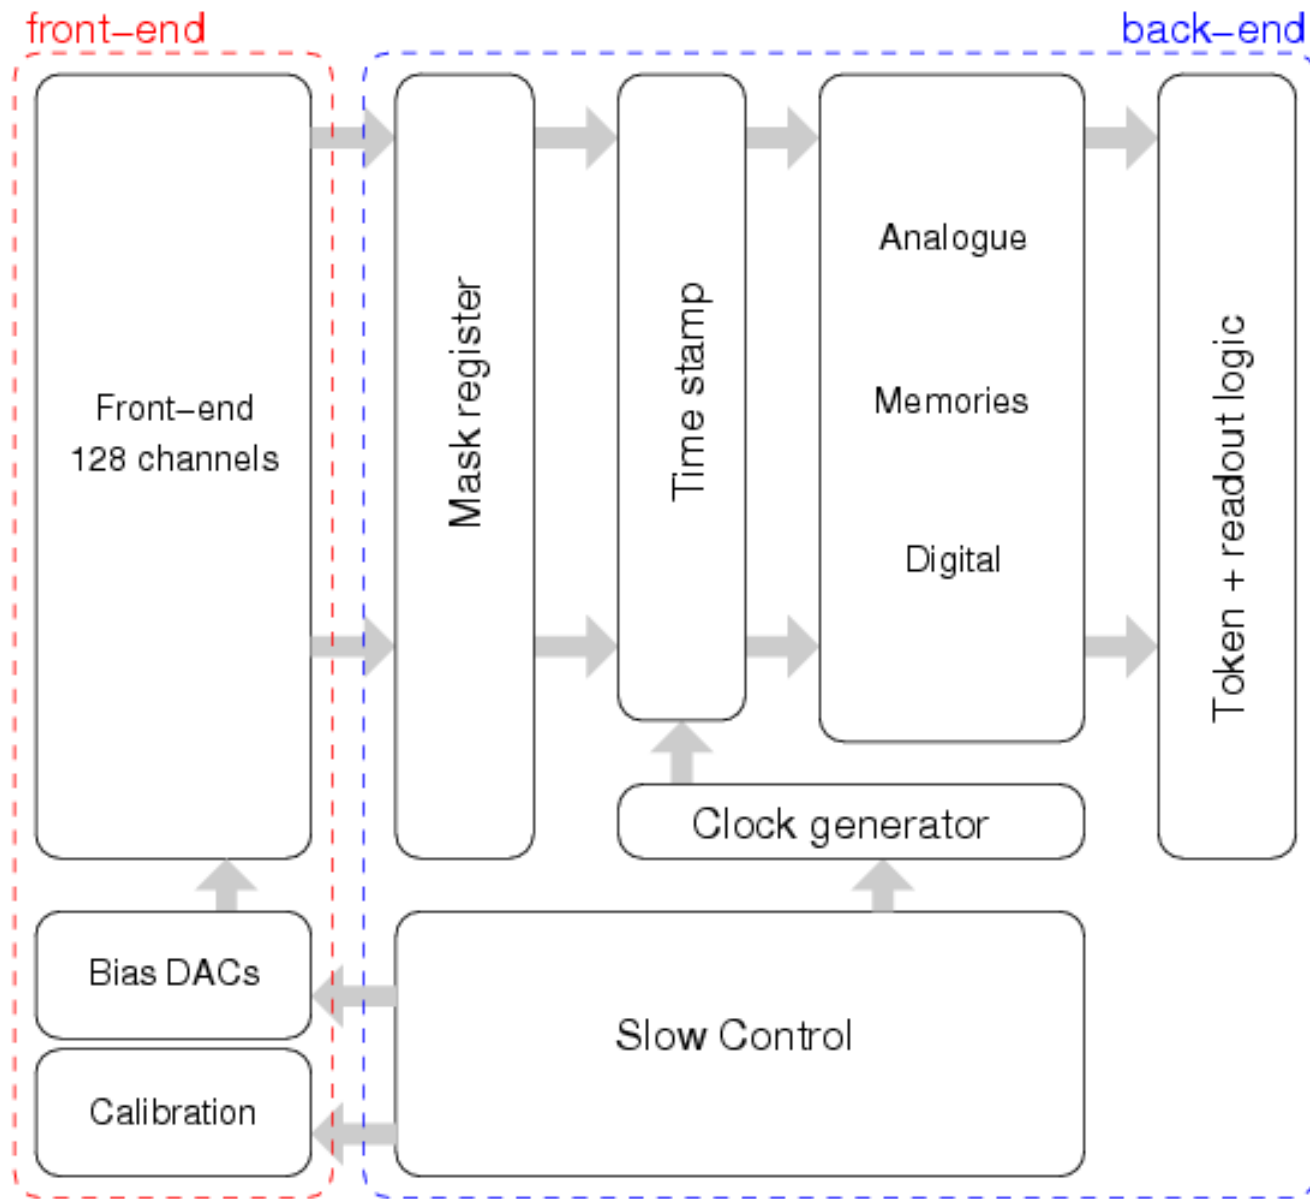 front–end
back–end
Front–end
128 channels
Mask register
Time stamp
Analogue
Memories
Digital
Token + readout logic
Clock generator
Bias DACs
Slow Control
Calibration